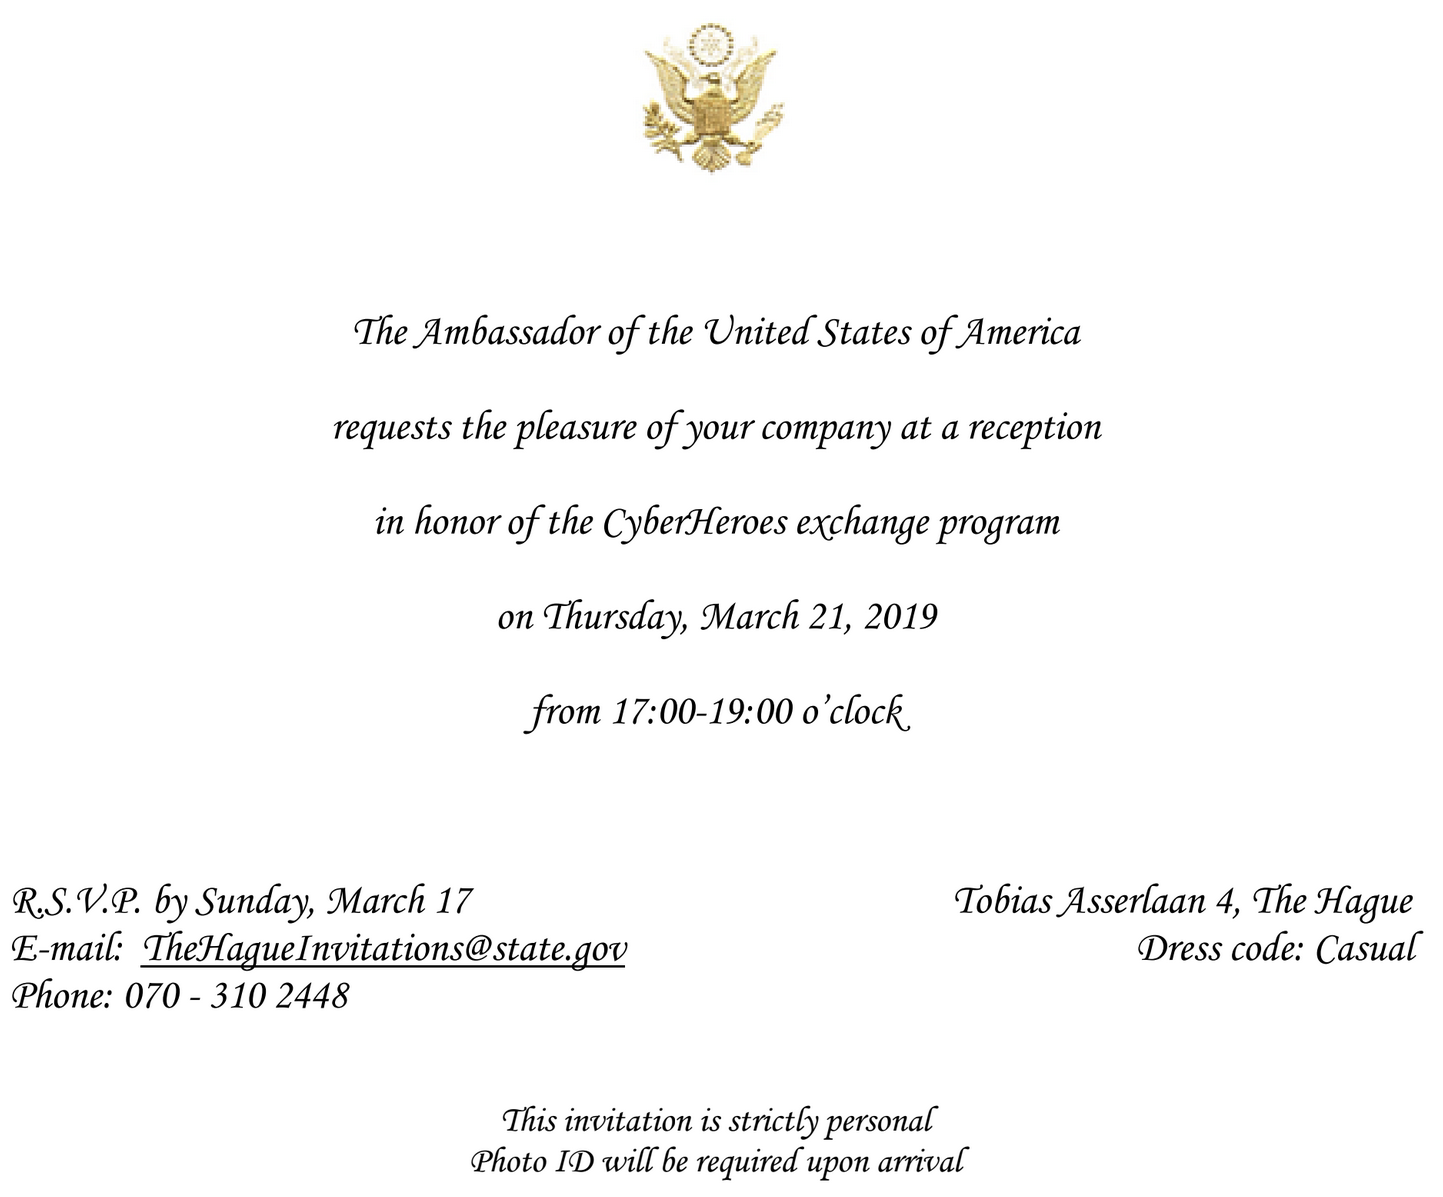 The Ambassador of the United States of America
requests the pleasure of your company at a reception
in honor of the CyberHeroes exchange program
on Thursday, March 21, 2019
from 17:00-19:00 o’clock
R.S.V.P. by Sunday, March 17
E-mail: TheHagueInvitations@state.gov
Phone: 070 - 310 2448
Tobias Asserlaan 4, The Hague
Dress code: Casual
This invitation is strictly personal
Photo ID will be required upon arrival